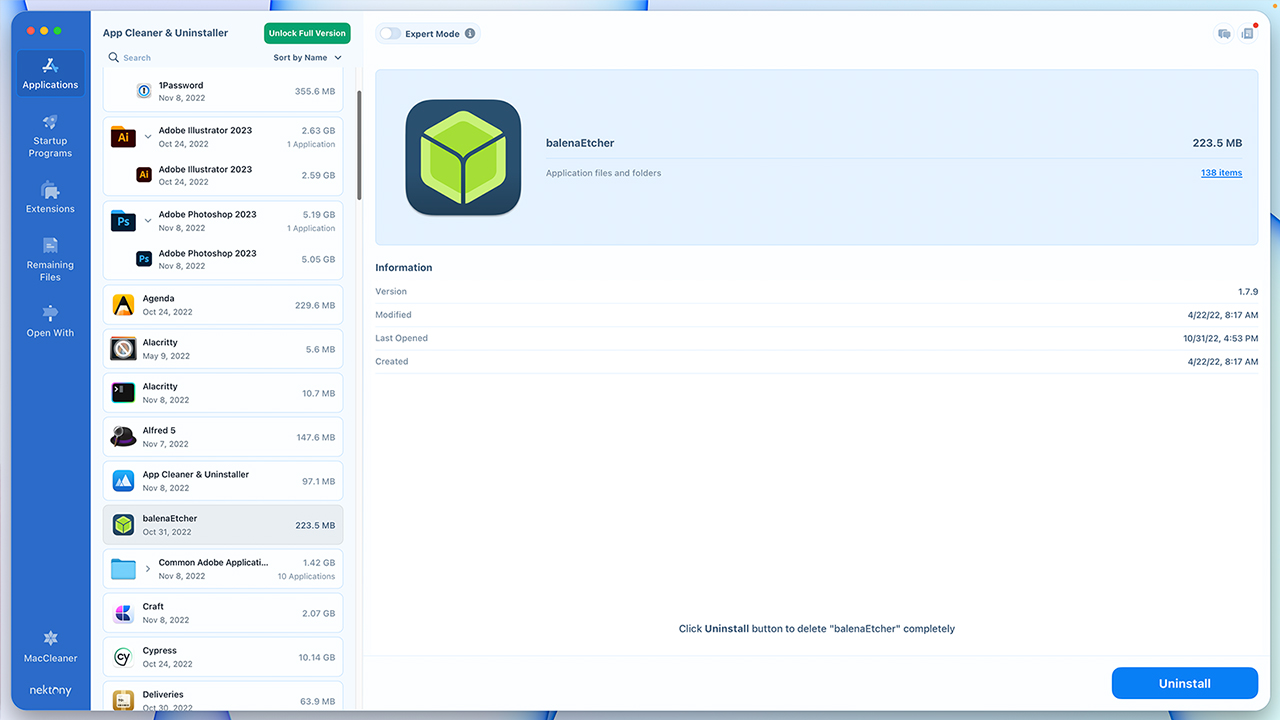 App Cleaner & Uninstaller
Unlock Full Version
Search
Sort by Name
Applications
Startup
Programs
Extensions
Remaining
Files
Open With
MacCleaner
nektony
1Password
Nov 8, 2022
355.6 MB
Ai
Adobe Illustrator 2023
2.63 GB
Oct 24, 2022
1 Application
Ai
Adobe Illustrator 2023
Oct 24, 2022
2.59 GB
Ps
Adobe Photoshop 2023
5.19 GB
Nov 8, 2022
1 Application
Ps
Adobe Photoshop 2023
Nov 8, 2022
5.05 GB
Agenda
Oct 24, 2022
229.6 MB
Alacritty
May 9, 2022
5.6 MB
Alacritty
Nov 8, 2022
10.7 MB
Alfred 5
Nov 7, 2022
147.6 MB
App Cleaner & Uninstaller
Nov 8, 2022
97.1 MB
balenaEtcher
Oct 31, 2022
223.5 MB
Common Adobe Applicati...
1.42 GB
Nov 8, 2022
10 Applications
Craft
Nov 8, 2022
2.07 GB
cy
Cypress
Oct 24, 2022
10.14 GB
Deliveries
Oct 30, 2022
63.9 MB
Expert Mode
balenaEtcher
223.5 MB
Application files and folders
138 items
Information
Version
1.7.9
Modified
4/22/22, 8:17 AM
Last Opened
10/31/22, 4:53 PM
Created
4/22/22, 8:17 AM
Click Uninstall button to delete "balenaEtcher" completely
Uninstall